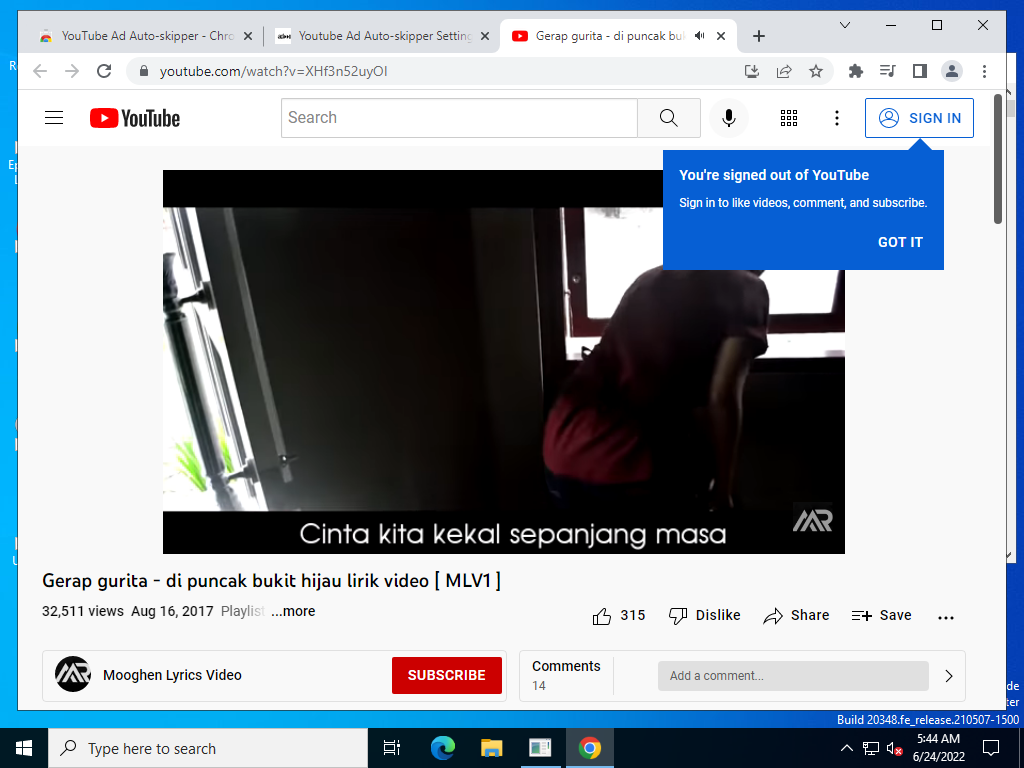 YouTube Ad Auto-skipper - Chro
Youtube Ad Auto-skipper Setting
Gerap gurita - di puncak buk
youtube.com/watch?v=XHf3n52uyOI
YouTube
Search
SIGN IN
You're signed out of YouTube
Sign in to like videos, comment, and subscribe.
GOT IT
Cinta kita kekal sepanjang masa
MR
Gerap gurita - di puncak bukit hijau lirik video [ MLV1 ]
32,511 views Aug 16, 2017 Playlist ...more
315 Dislike Share Save
Mooghen Lyrics Video
SUBSCRIBE
Comments
14
Add a comment...
Build 20348.fe_release.210507-1500
Type here to search
5:44 AM
6/24/2022